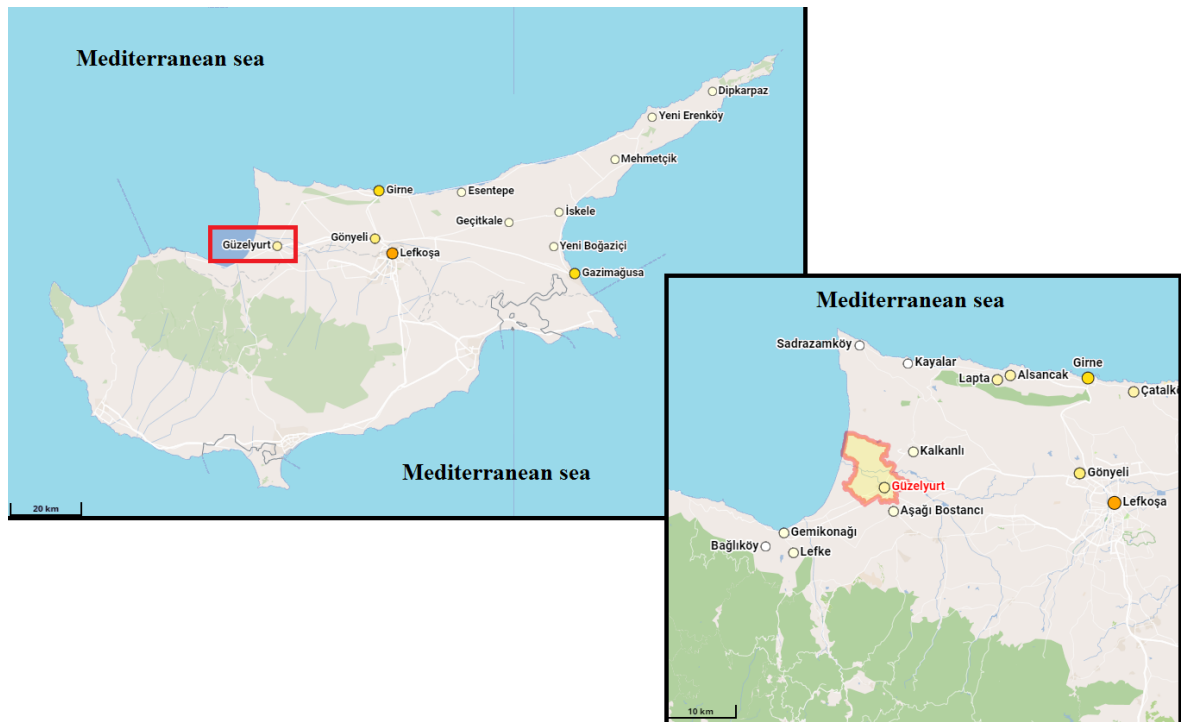 Mediterranean sea
Dipkarpaz
Yeni Erenköy
Mehmetçik
Girne
Esentepe
İskele
Geçitkale
Gönyeli
Güzelyurt
Yeni Boğaziçi
Lefkoşa
Gazimağusa
Mediterranean sea
20 km
Mediterranean sea
Sadrazamköy
Kayalar
Girne
Lapta
Alsancak
Çatalkö
Kalkanlı
Gönyeli
Güzelyurt
Lefkoşa
Aşağı Bostancı
Gemikonağı
Bağlıköy
Lefke
10 km